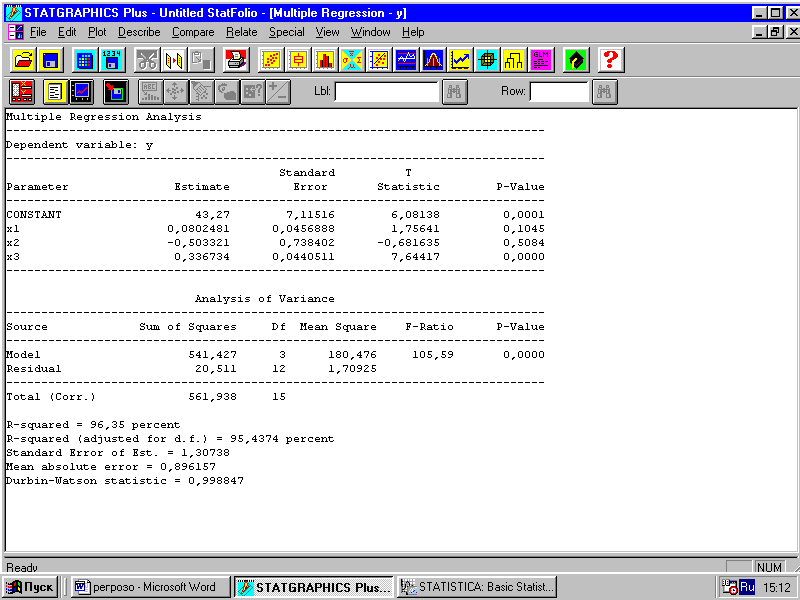 STATGRAPHICS Plus - Untitled StatFolio - [Multiple Regression - y]
File Edit Plot Describe Compare Relate Special View Window Help
1234 GLM ?
ABC Lbl: Row:
Multiple Regression Analysis
Dependent variable: y
Standard T
Parameter Estimate Error Statistic P-Value
CONSTANT 43,27 7,11516 6,08138 0,0001
x1 0,0802481 0,0456888 1,75641 0,1045
x2 -0,503321 0,738402 -0,681635 0,5084
x3 0,336734 0,0440511 7,64417 0,0000
Analysis of Variance
Source Sum of Squares Df Mean Square F-Ratio P-Value
Model 541,427 3 180,476 105,59 0,0000
Residual 20,511 12 1,70925
Total (Corr.) 561,938 15
R-squared = 96,35 percent
R-squared (adjusted for d.f.) = 95,4374 percent
Standard Error of Est. = 1,30738
Mean absolute error = 0,896157
Durbin-Watson statistic = 0,998847
Ready NUM
Пуск регрозо - Microsoft Word STATGRAPHICS Plus... STATISTICA: Basic Statist... Ru 15:12